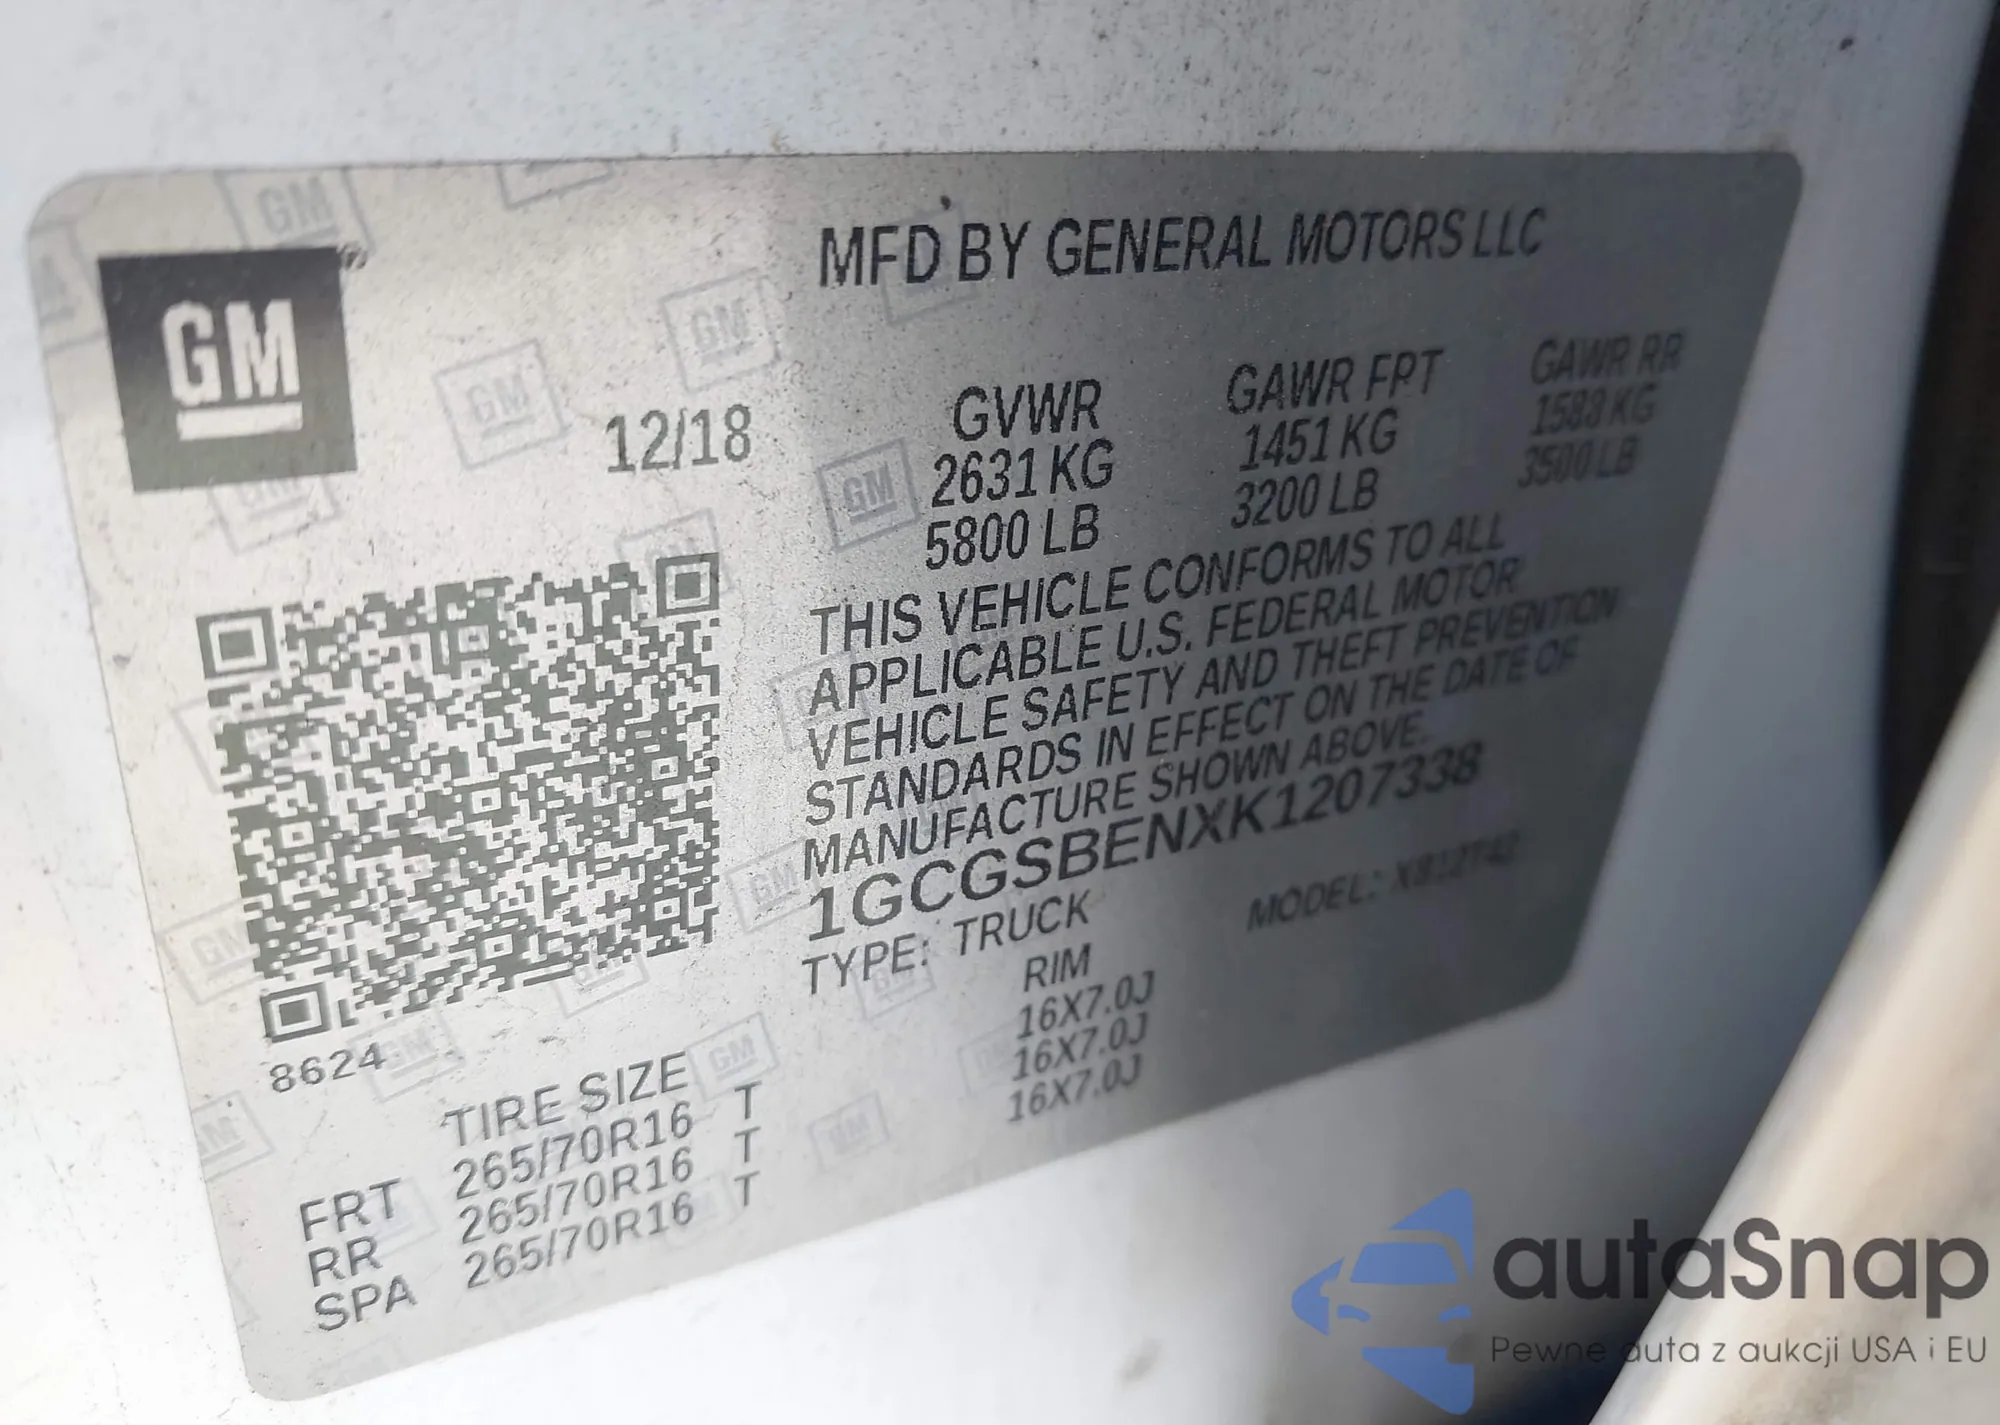 GM
MFD BY GENERAL MOTORS LLC
12/18
GVWR GAWR FRT GAWR RR
2631 KG 1451 KG 1588 KG
5800 LB 3200 LB 3500 LB
THIS VEHICLE CONFORMS TO ALL
APPLICABLE U.S. FEDERAL MOTOR
VEHICLE SAFETY AND THEFT PREVENTION
STANDARDS IN EFFECT ON THE DATE OF
MANUFACTURE SHOWN ABOVE.
1GCGSBENXK1207338
TYPE: TRUCK MODEL:
8624
TIRE SIZE RIM
FRT 265/70R16 T 16X7.0J
RR 265/70R16 T 16X7.0J
SPA 265/70R16 T 16X7.0J
autaSnap
Pewne auta z aukcji USA i EU